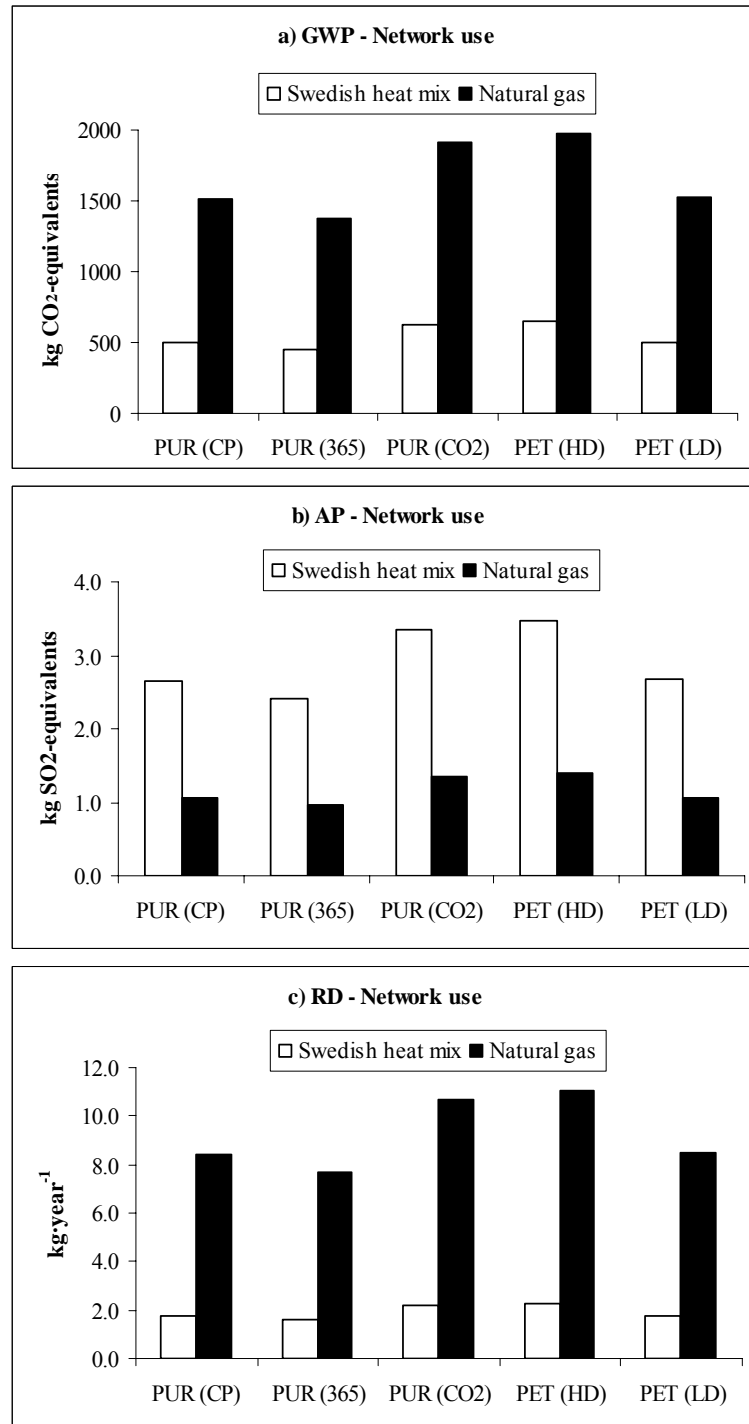 a) GWP - Network use
Swedish heat mix Natural gas
kg CO2-equivalents
2000
1500
1000
500
0
PUR (CP) PUR (365) PUR (CO2) PET (HD) PET (LD)
b) AP - Network use
Swedish heat mix Natural gas
kg SO2-equivalents
4.0
3.0
2.0
1.0
0.0
PUR (CP) PUR (365) PUR (CO2) PET (HD) PET (LD)
c) RD - Network use
Swedish heat mix Natural gas
kg·year-1
12.0
10.0
8.0
6.0
4.0
2.0
0.0
PUR (CP) PUR (365) PUR (CO2) PET (HD) PET (LD)